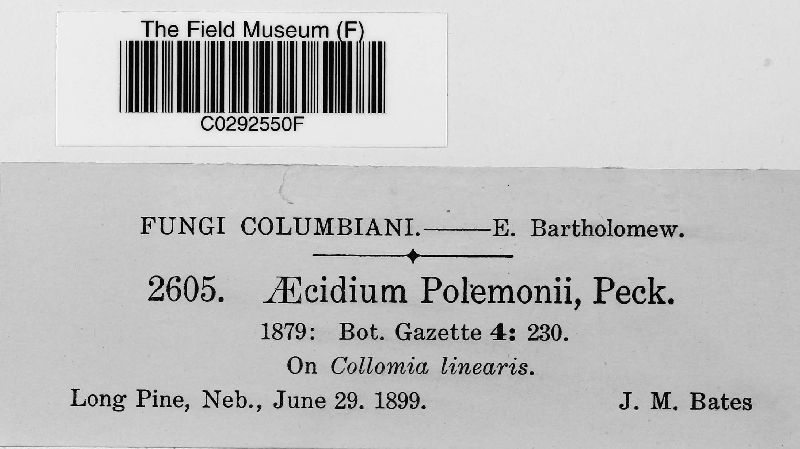 The Field Museum (F)
C0292550F
FUNGI COLUMBIANI.——E. Bartholomew.
2605. Æcidium Polemonii, Peck.
1879: Bot. Gazette 4: 230.
On Collomia linearis.
Long Pine, Neb., June 29. 1899. J. M. Bates